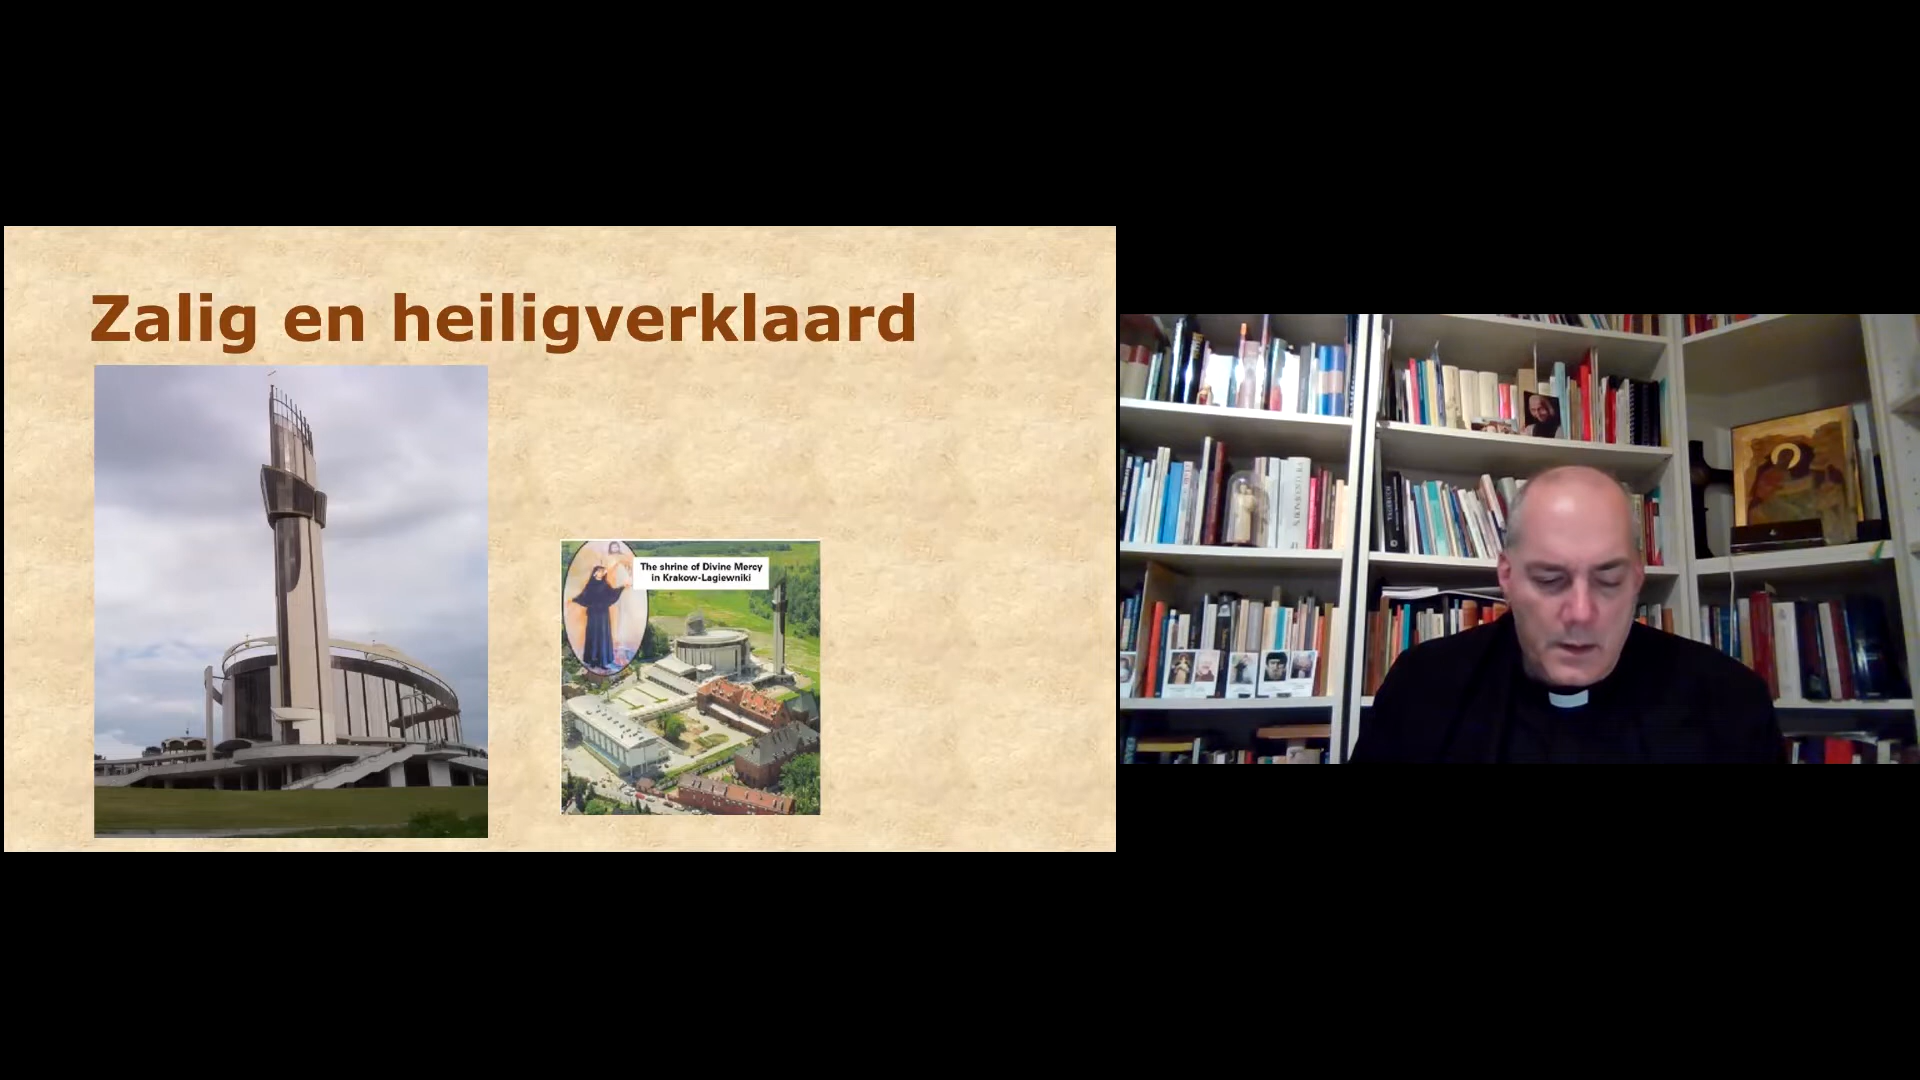 Zalig en heiligverklaard
The shrine of Divine Mercy
in Krakow-Lagiewniki